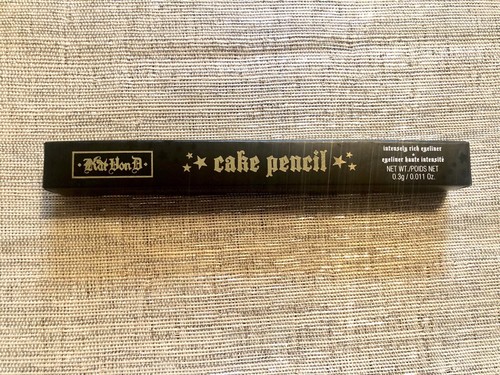 Kat Von D
cake pencil
intensely rich eyeliner
eyeliner haute intensité
NET WT./POIDS NET
0.3g / 0.011 Oz.